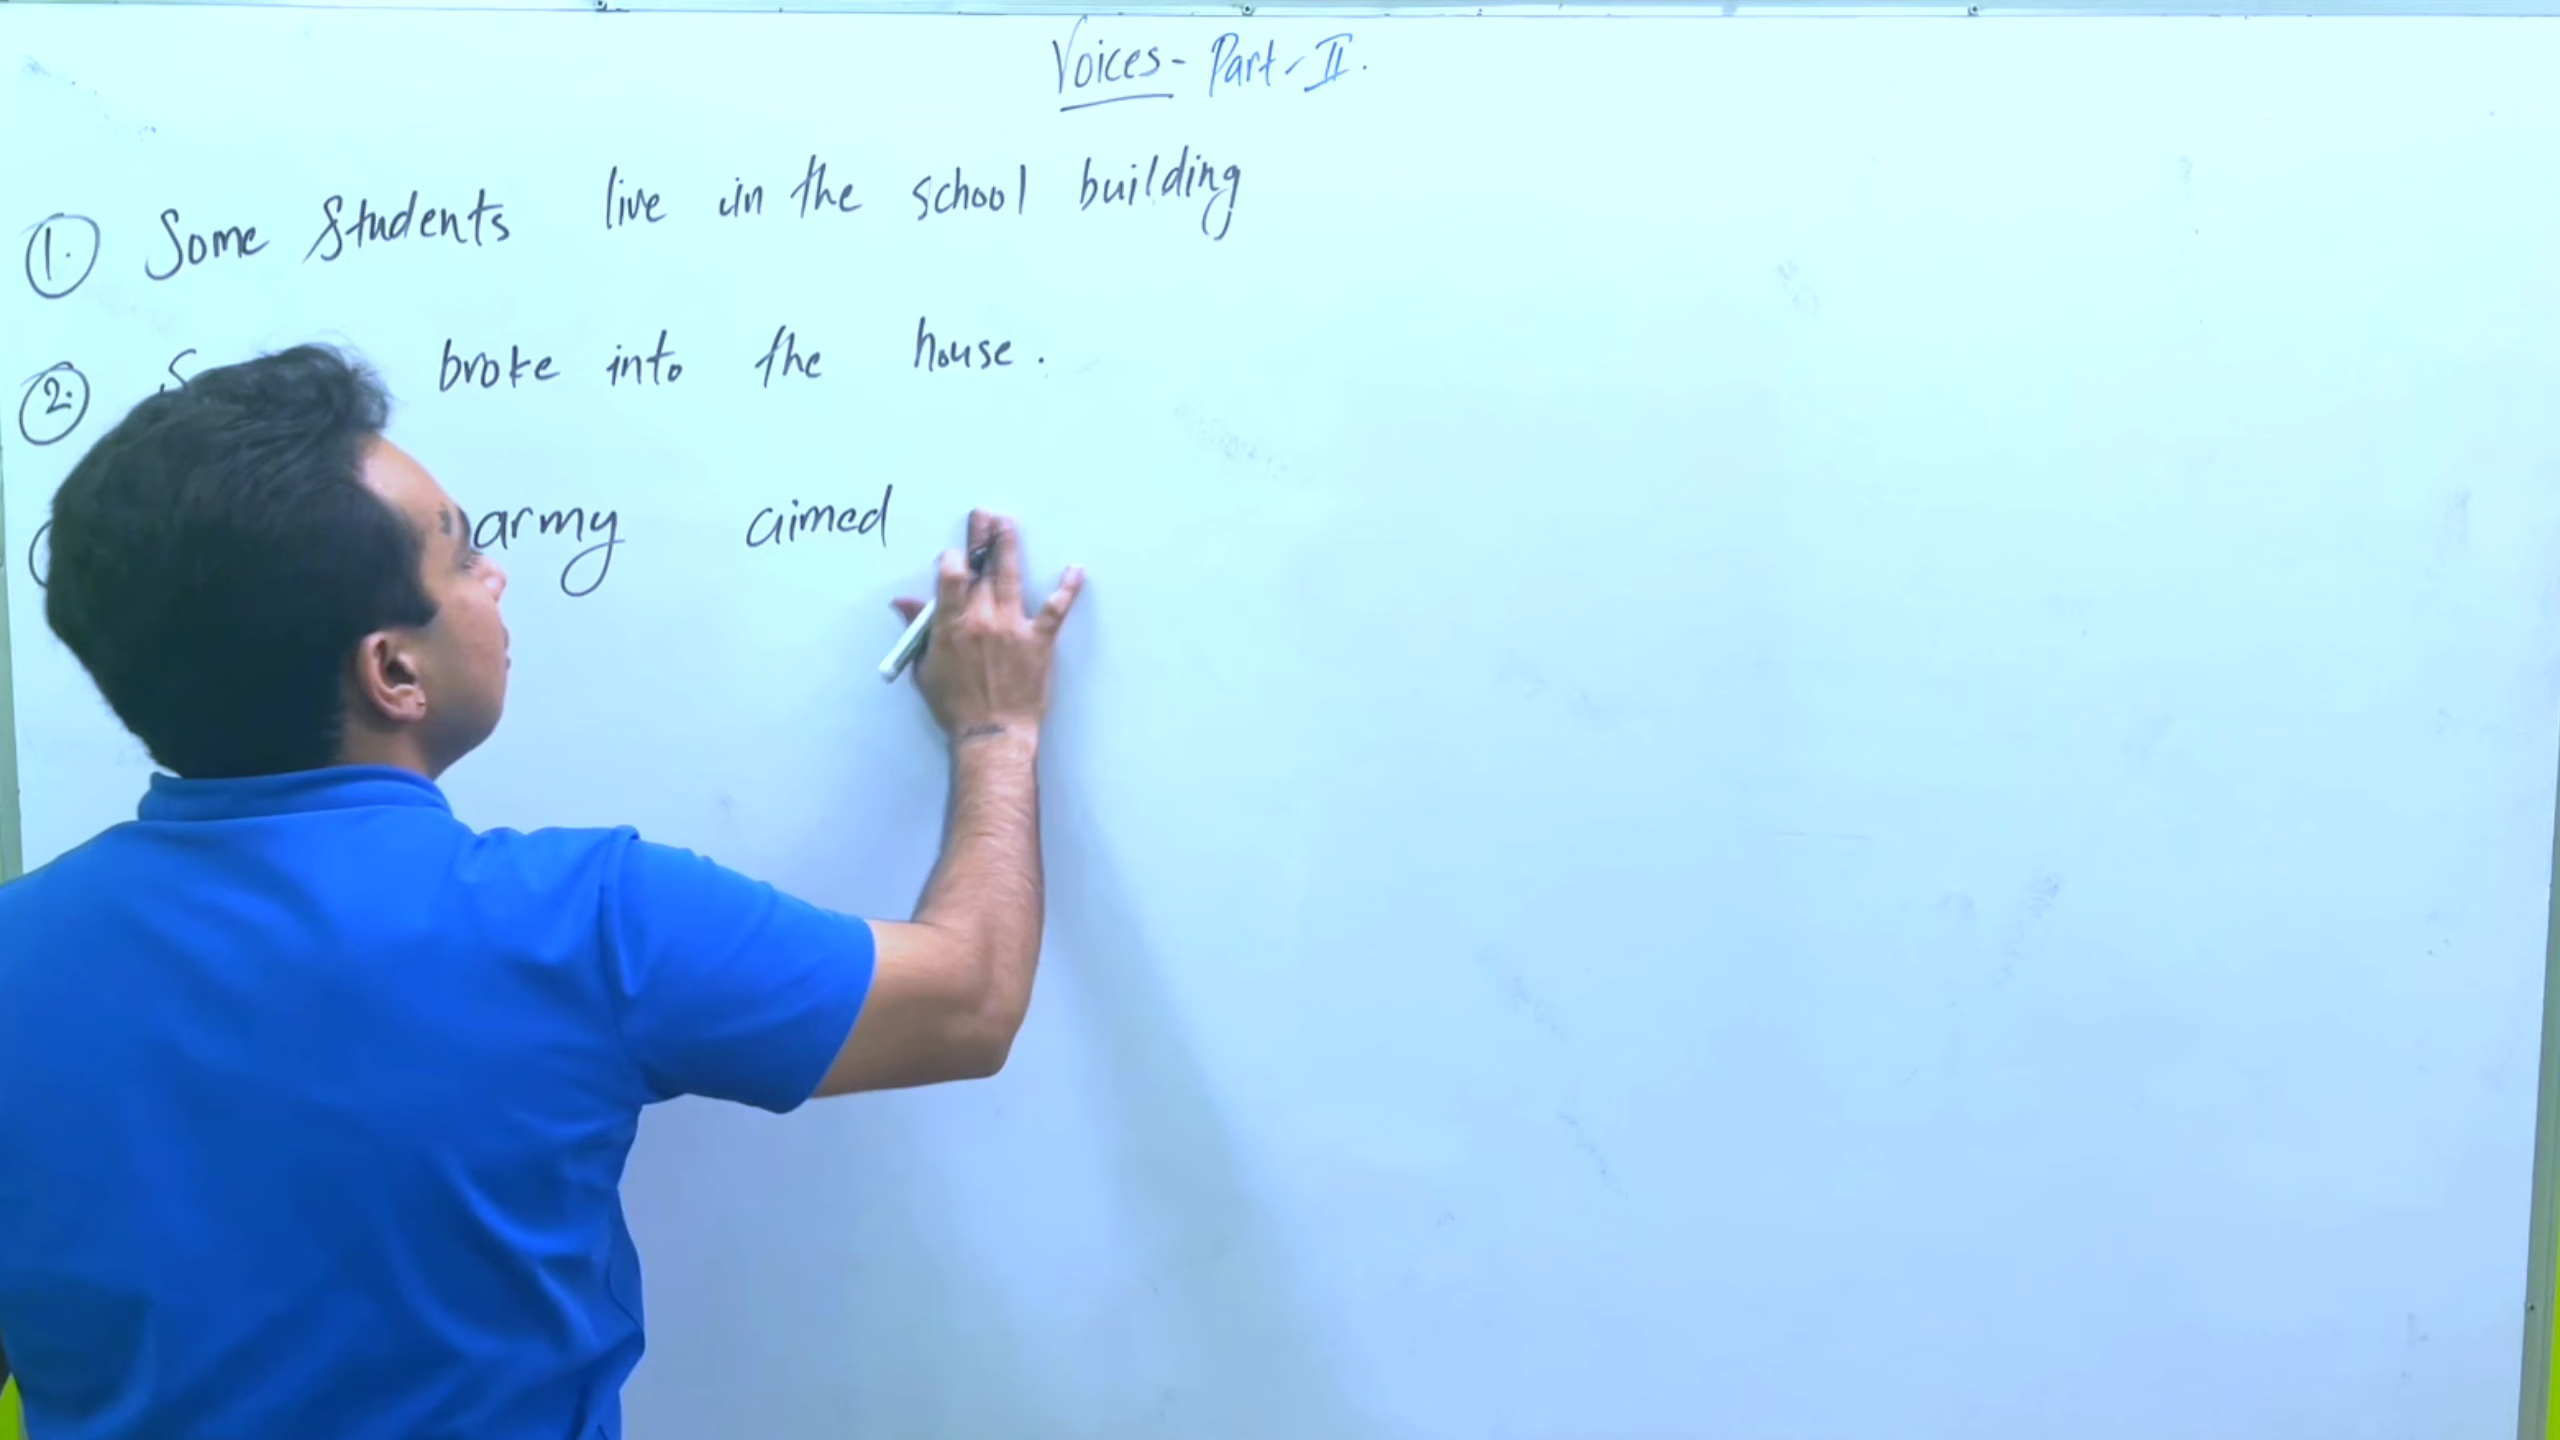 Voices - Part - II.
1. Some Students live in the school building
2. broke into the house.
army aimed